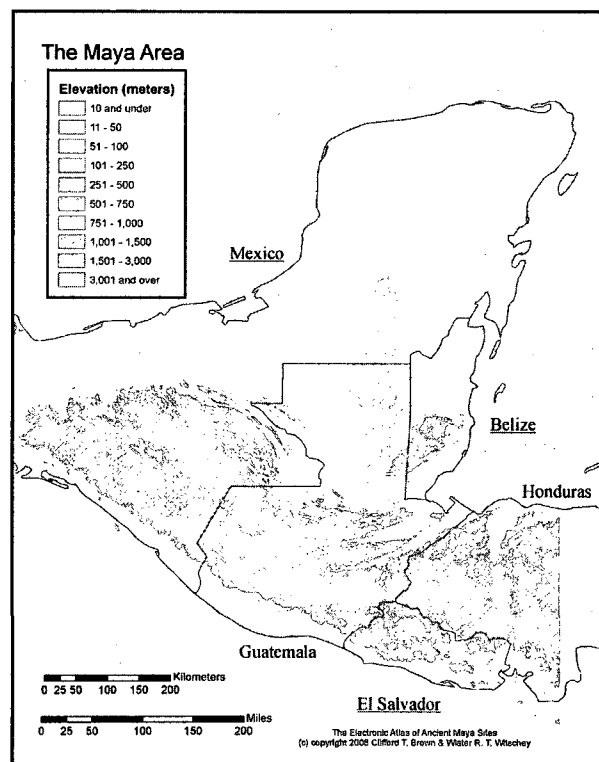 The Maya Area
Elevation (meters)
10 and under
11 - 50
51 - 100
101 - 250
251 - 500
501 - 750
751 - 1,000
1,001 - 1,500
1,501 - 3,000
3,001 and over
Mexico
Belize
Honduras
Guatemala
El Salvador
Kilometers
0 25 50 100 150 200
Miles
0 25 50 100 150 200
The Electronic Atlas of Ancient Maya Sites
(c) copyright 2008 Clifford T. Brown & Walter R. T. Witschey